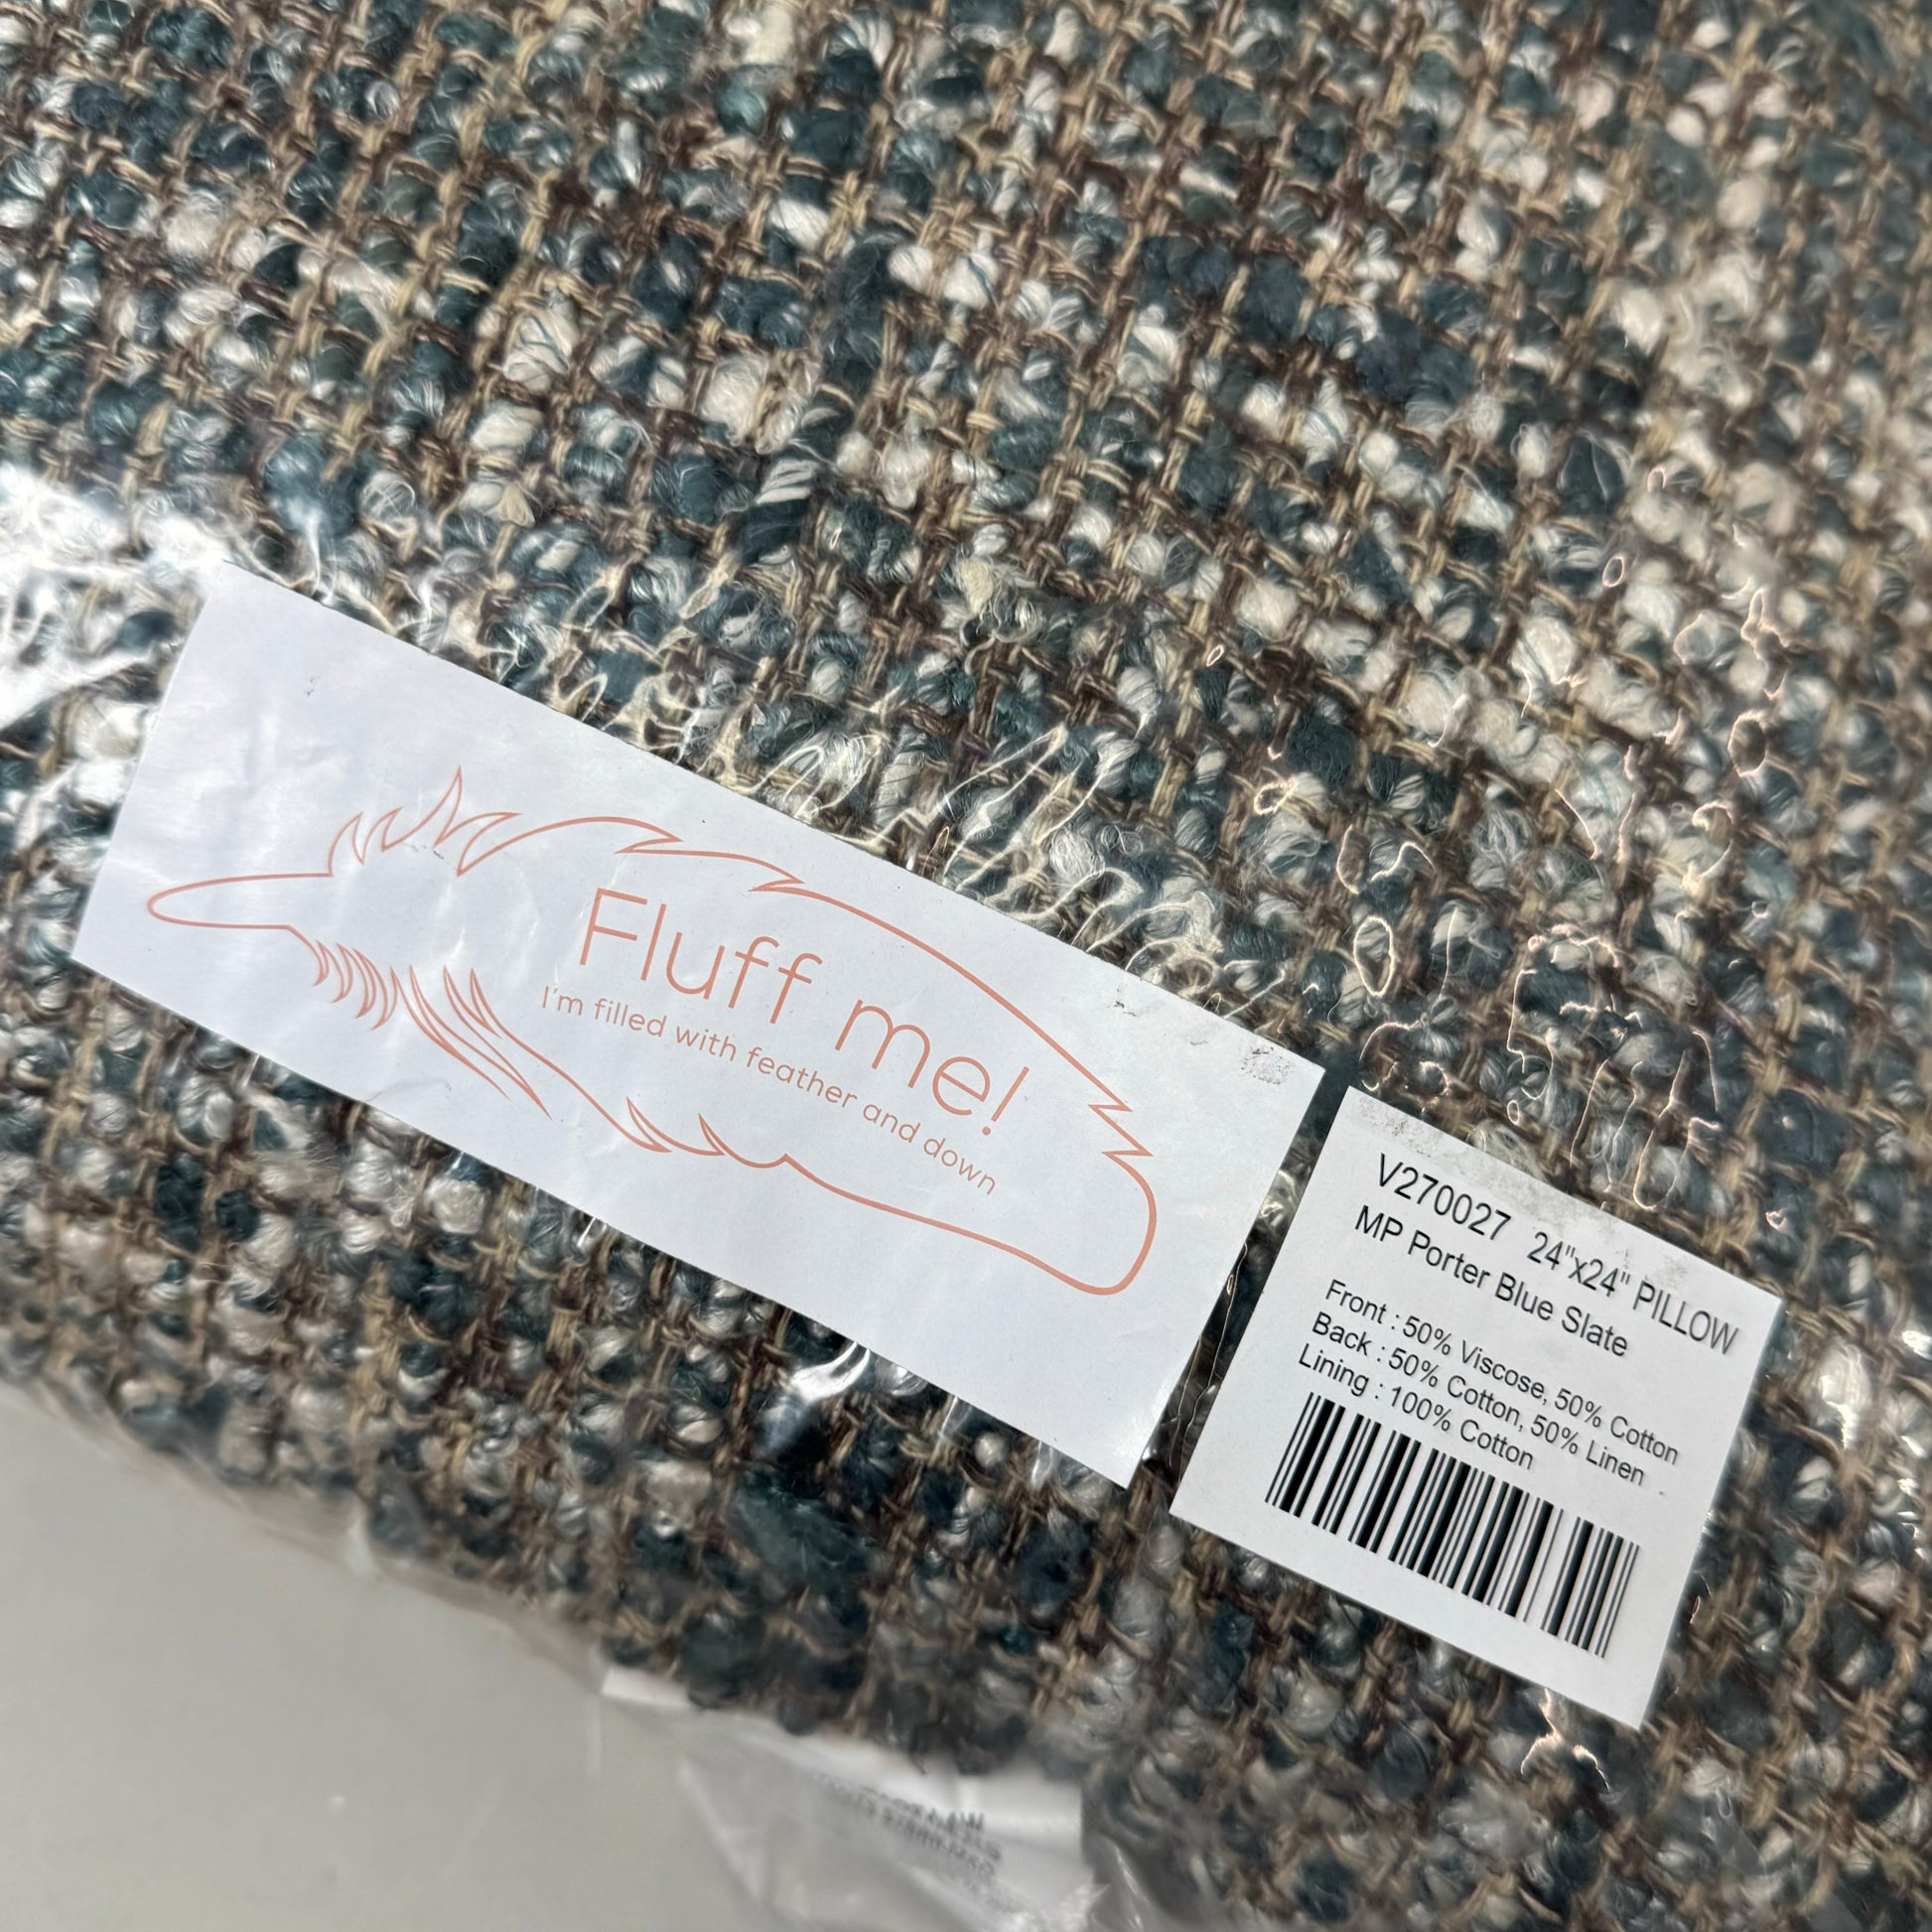 Fluff me!
I'm filled with feather and down
V270027 24"x24" PILLOW
MP Porter Blue Slate
Front : 50% Viscose, 50% Cotton
Back : 50% Cotton, 50% Linen
Lining : 100% Cotton